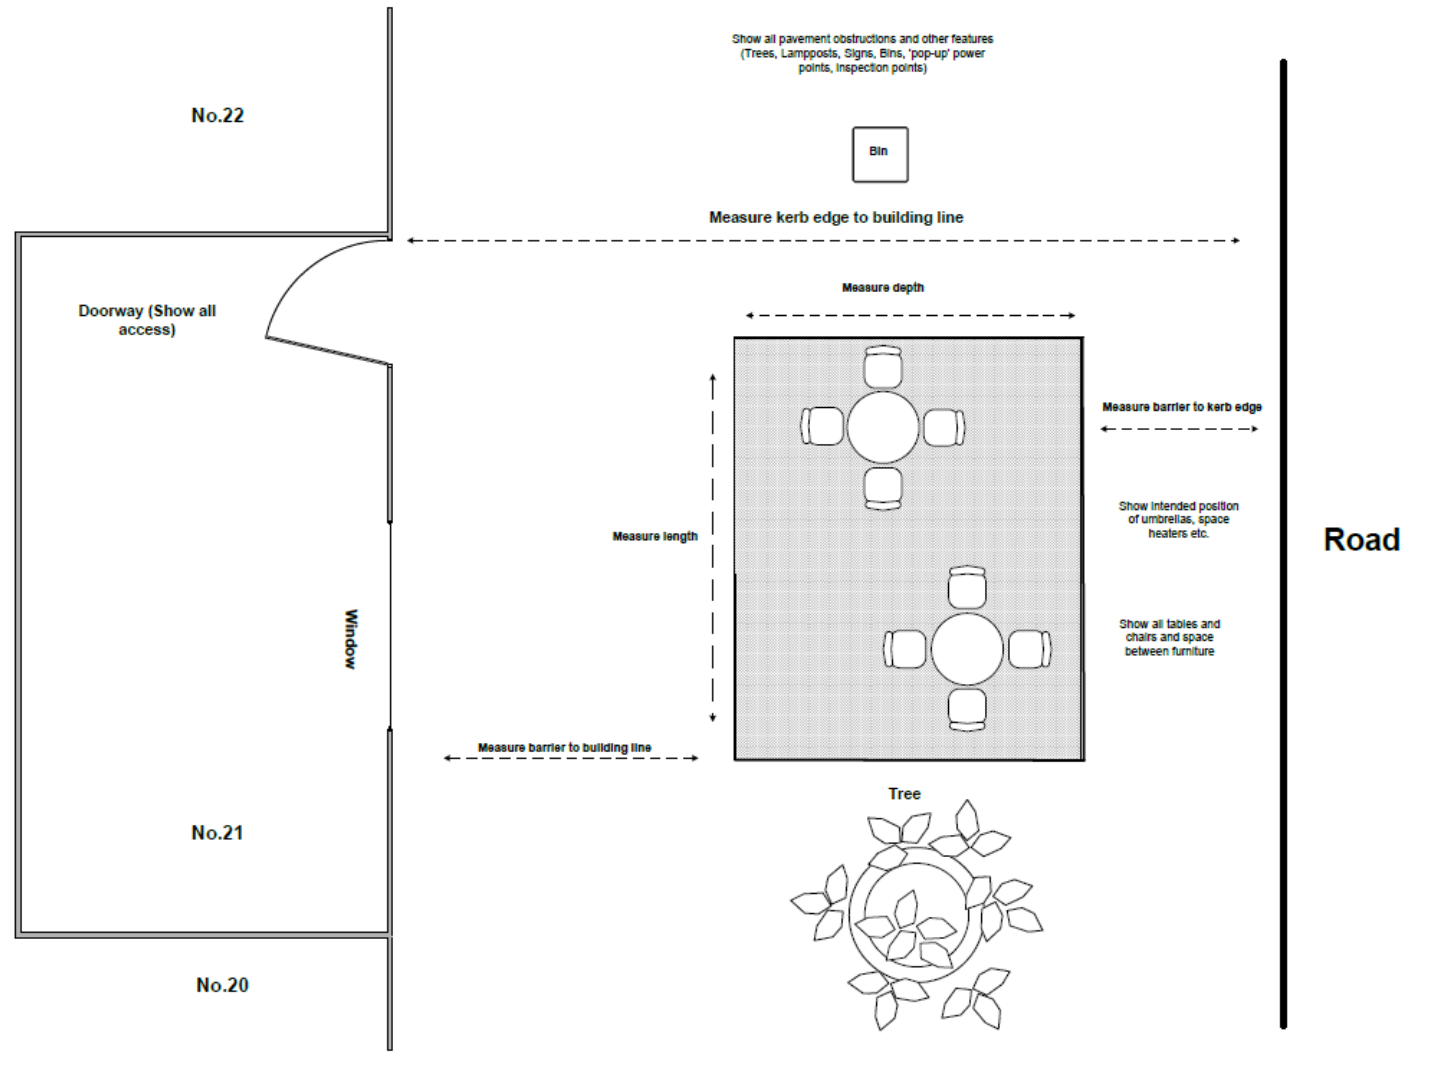 Show all pavement obstructions and other features
(Trees, Lampposts, Signs, Bins, 'pop-up' power
points, inspection points)
No.22
Bin
Measure kerb edge to building line
Measure depth
Doorway (Show all
access)
Measure barrier to kerb edge
Show intended position
of umbrellas, space
heaters etc.
Measure length
Road
Window
Show all tables and
chairs and space
between furniture
Measure barrier to building line
Tree
No.21
No.20